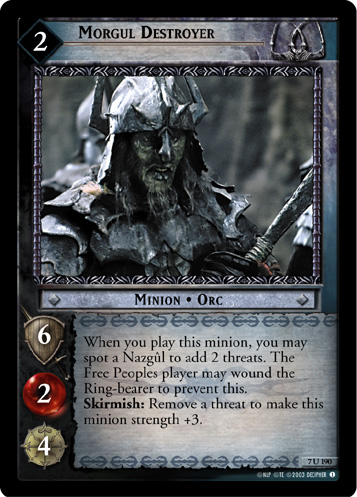 2 MORGUL DESTROYER
MINION • ORC
6
2
4
When you play this minion, you may
spot a Nazgûl to add 2 threats. The
Free Peoples player may wound the
Ring-bearer to prevent this.
Skirmish: Remove a threat to make this
minion strength +3.
7 U 190
©NLP ©TE ©2003 DECIPHER